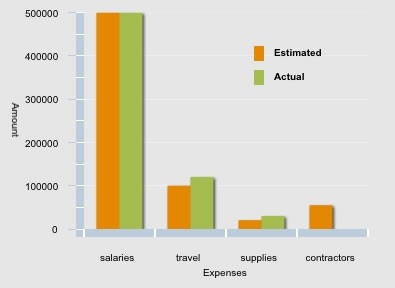 500000
400000
300000
200000
100000
0
Amount
Estimated
Actual
salaries travel supplies contractors
Expenses